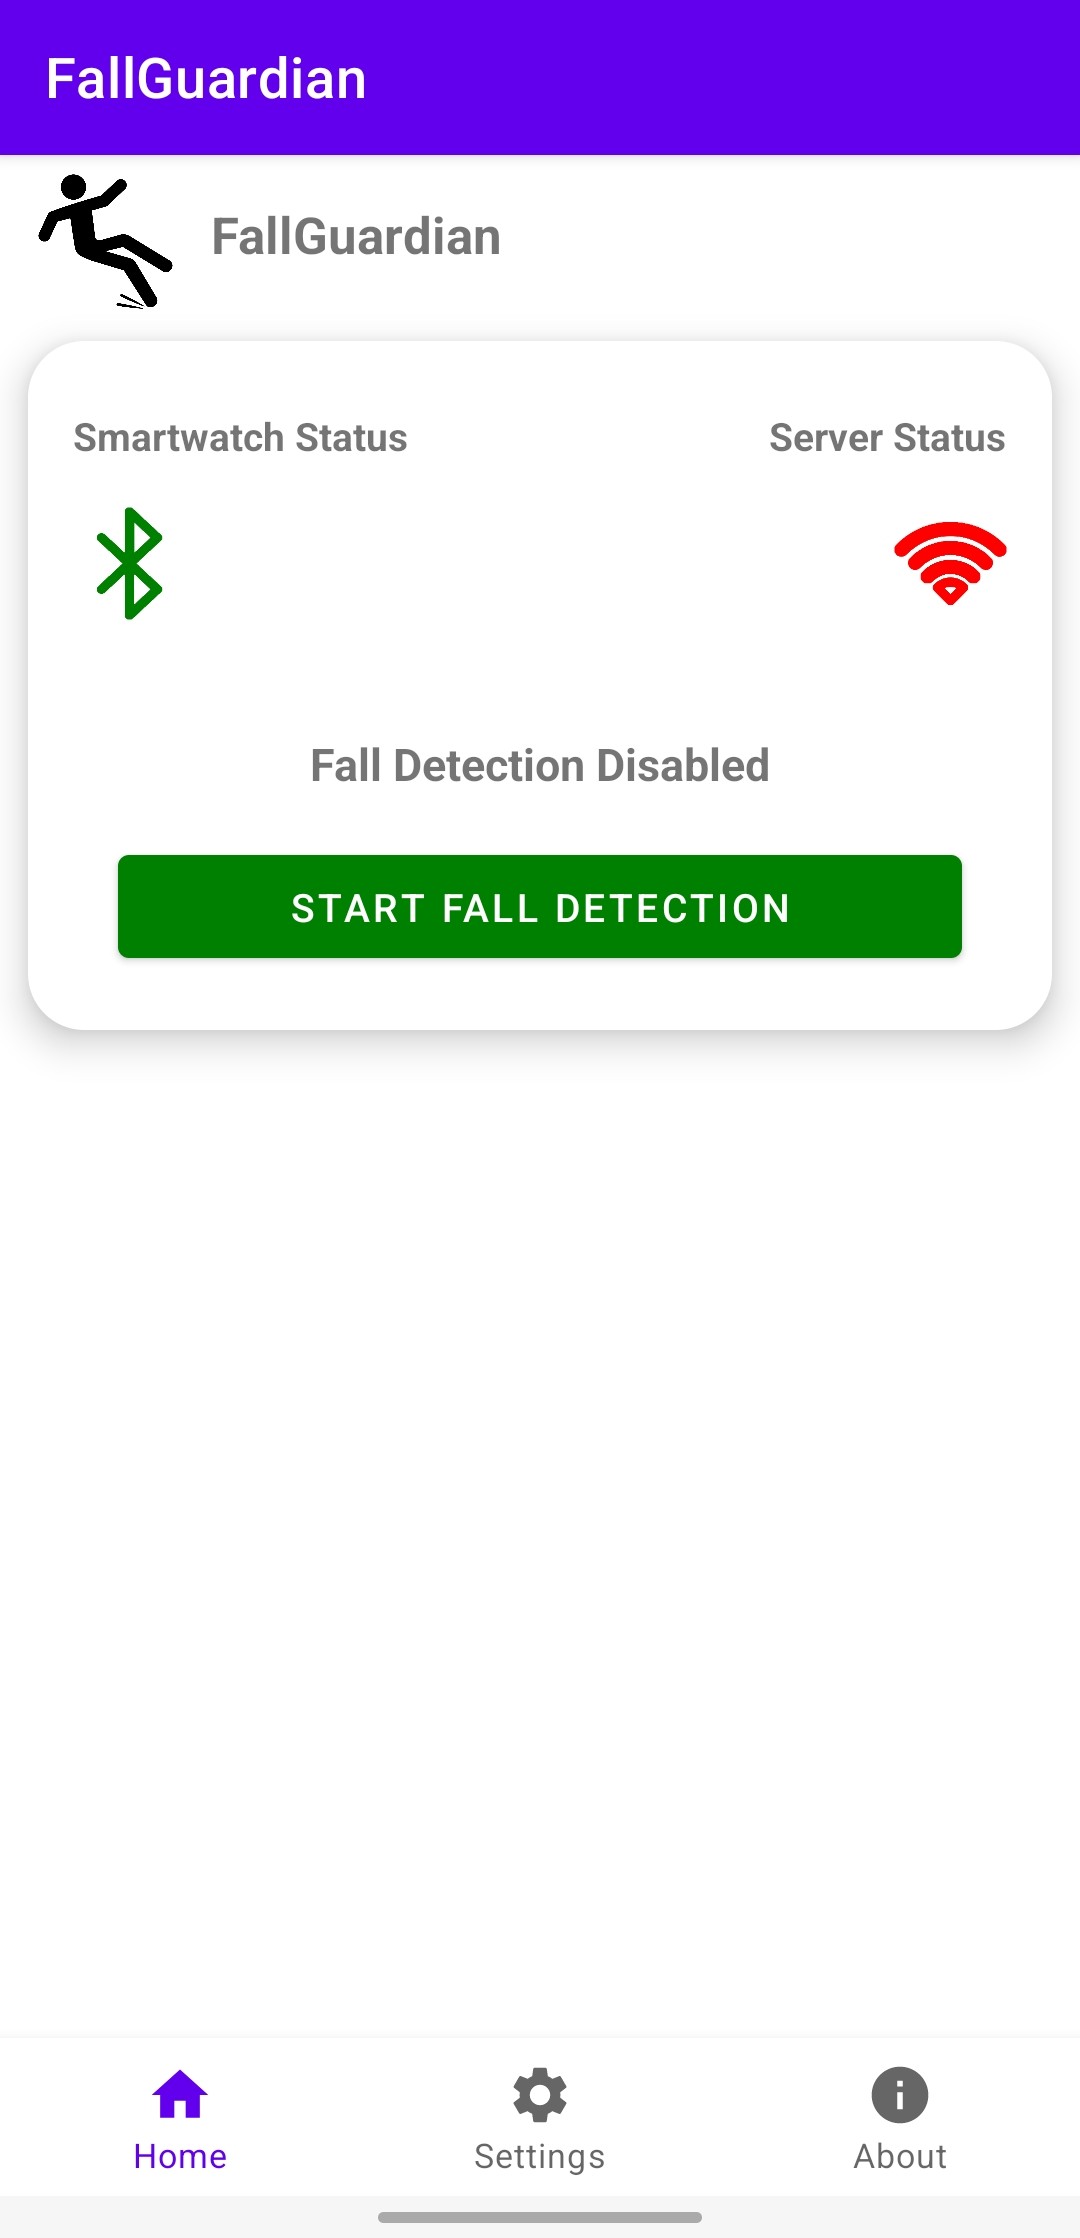 FallGuardian
FallGuardian
Smartwatch Status
Server Status
Fall Detection Disabled
START FALL DETECTION
Home
Settings
About